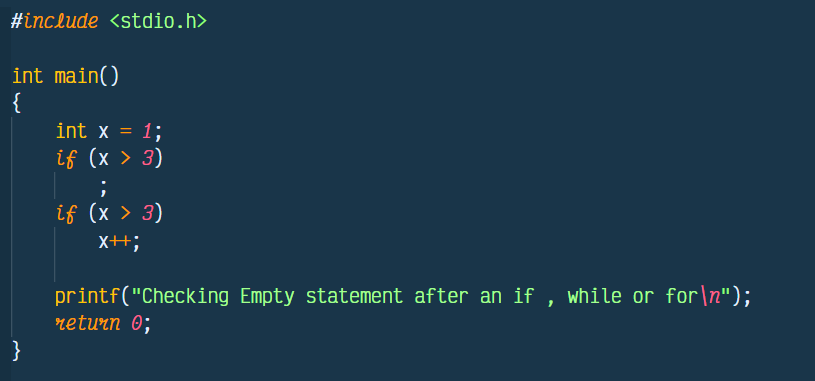 #include <stdio.h>
int main()
{
    int x = 1;
    if (x > 3)
        ;
    if (x > 3)
        x++;
    printf("Checking Empty statement after an if , while or for\n");
    return 0;
}